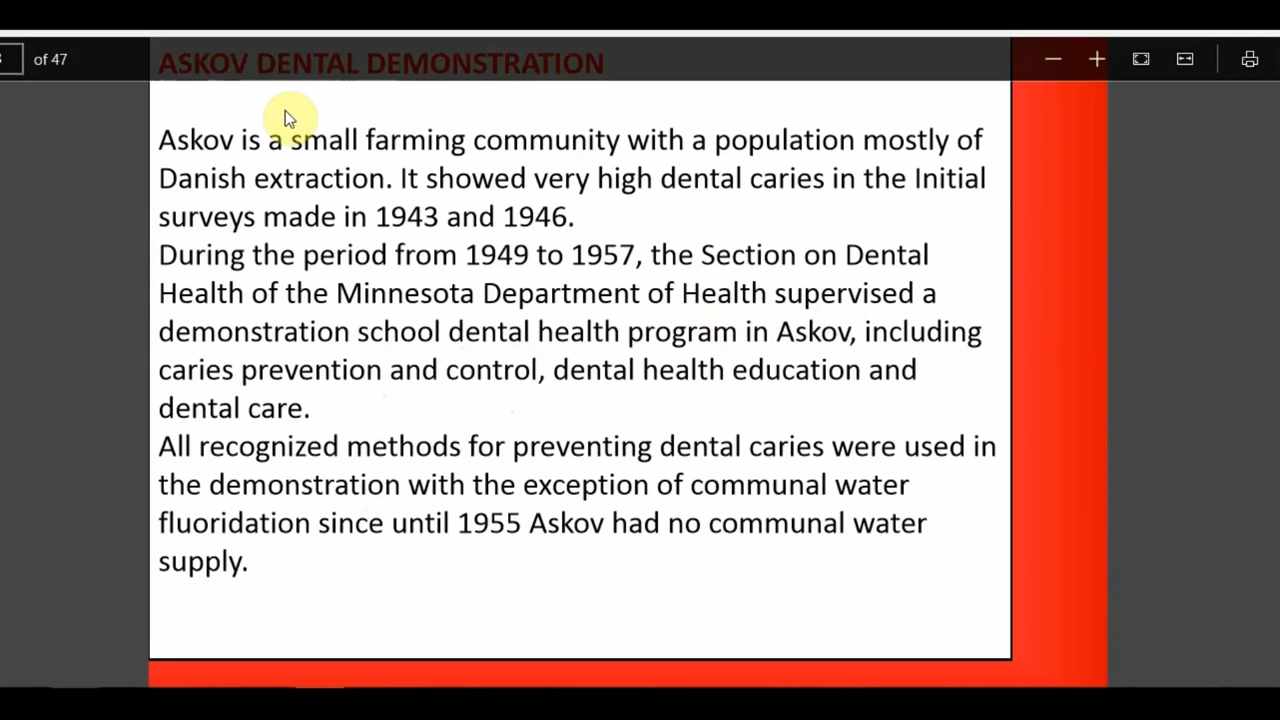 of 47
ASKOV DENTAL DEMONSTRATION
Askov is a small farming community with a population mostly of
Danish extraction. It showed very high dental caries in the Initial
surveys made in 1943 and 1946.
During the period from 1949 to 1957, the Section on Dental
Health of the Minnesota Department of Health supervised a
demonstration school dental health program in Askov, including
caries prevention and control, dental health education and
dental care.
All recognized methods for preventing dental caries were used in
the demonstration with the exception of communal water
fluoridation since until 1955 Askov had no communal water
supply.